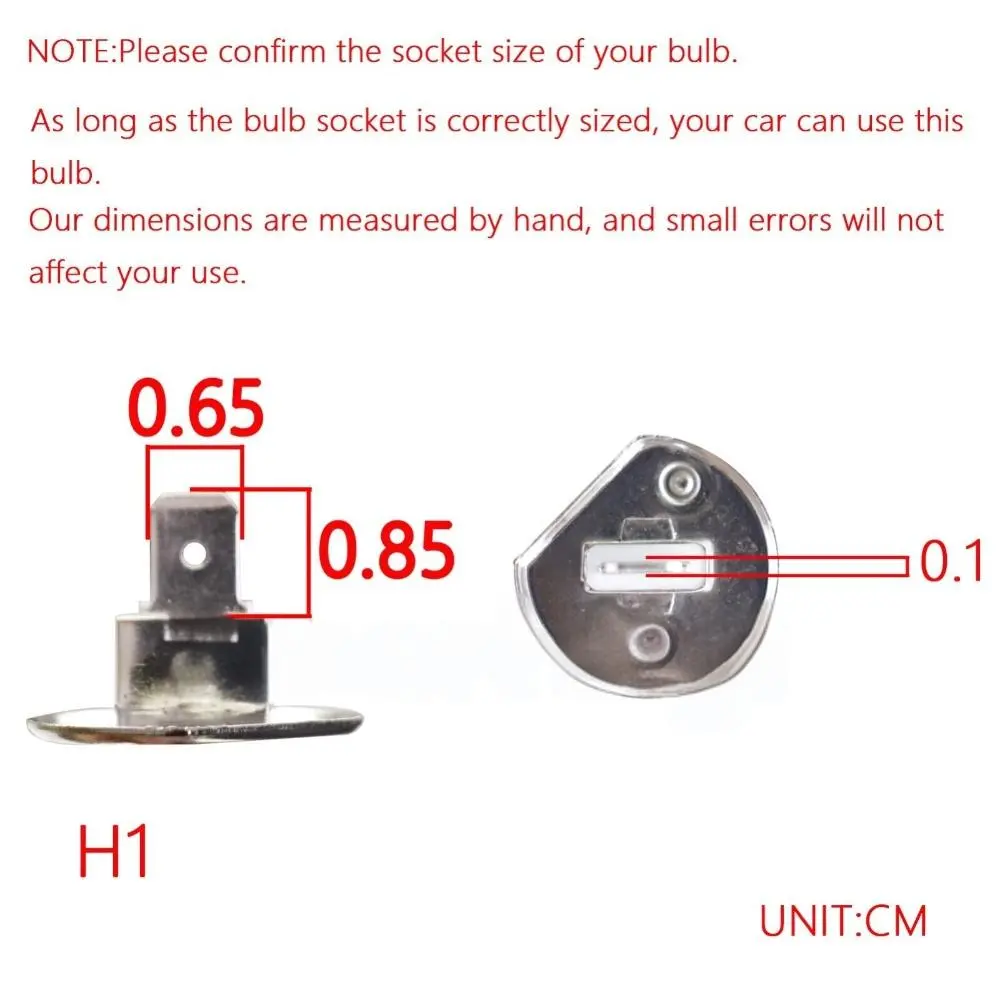 NOTE:Please confirm the socket size of your bulb.
As long as the bulb socket is correctly sized, your car can use this
bulb.
Our dimensions are measured by hand, and small errors will not
affect your use.
0.65
0.85
0.1
H1
UNIT:CM